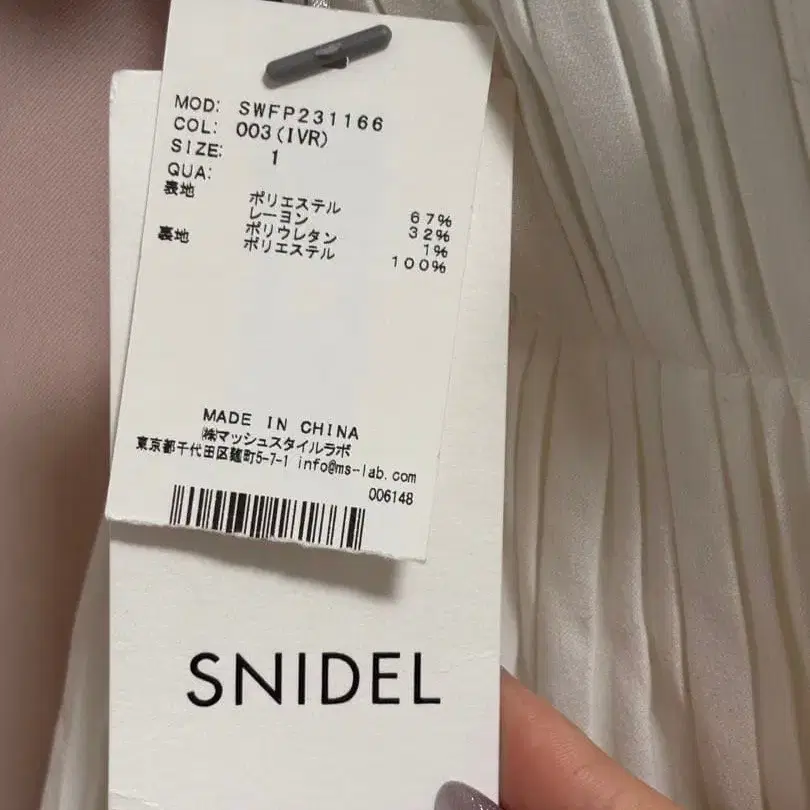 MOD: SWFP231166
COL: 003(IVR)
SIZE: 1
QUA:
表地 ポリエステル 67%
レーヨン 32%
ポリウレタン 1%
裏地 ポリエステル 100%
MADE IN CHINA
㈱マッシュスタイルラボ
東京都千代田区麹町5-7-1 info@ms-lab.com
006148
SNIDEL